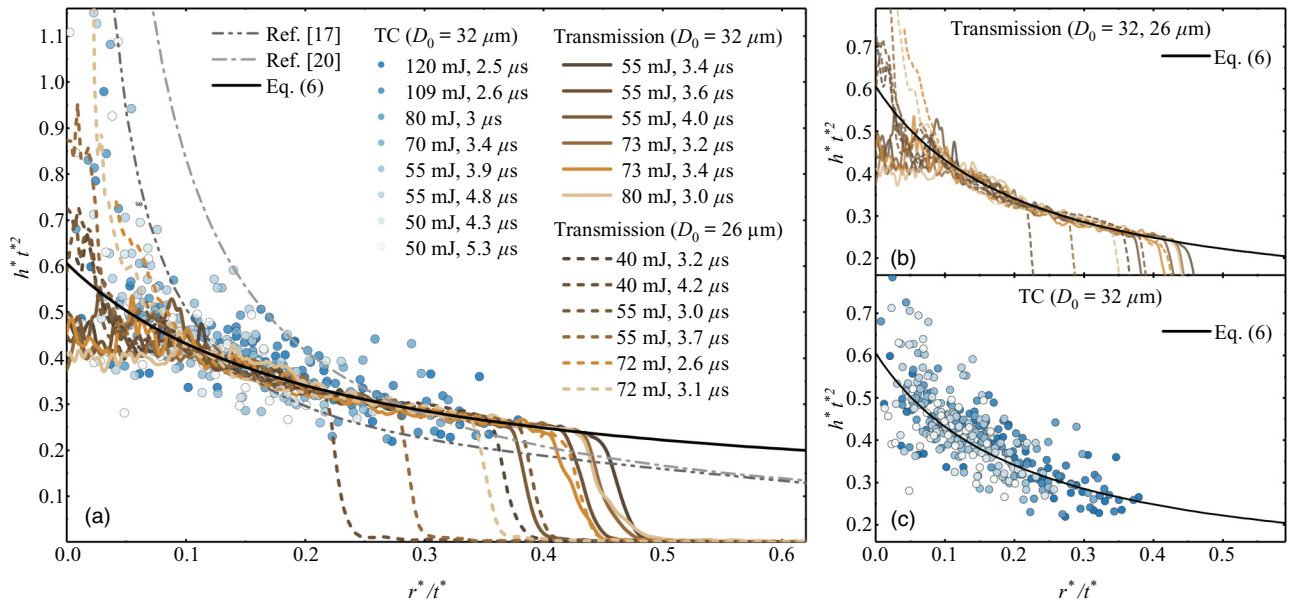 1.1
1.0
0.9
0.8
0.7
0.6
0.5
0.4
0.3
0.2
0.1
h* t*2
Ref. [17]
Ref. [20]
Eq. (6)
TC (D0 = 32 μm)
120 mJ, 2.5 μs
109 mJ, 2.6 μs
80 mJ, 3 μs
70 mJ, 3.4 μs
55 mJ, 3.9 μs
55 mJ, 4.8 μs
50 mJ, 4.3 μs
50 mJ, 5.3 μs
Transmission (D0 = 32 μm)
55 mJ, 3.4 μs
55 mJ, 3.6 μs
55 mJ, 4.0 μs
73 mJ, 3.2 μs
73 mJ, 3.4 μs
80 mJ, 3.0 μs
Transmission (D0 = 26 μm)
40 mJ, 3.2 μs
40 mJ, 4.2 μs
55 mJ, 3.0 μs
55 mJ, 3.7 μs
72 mJ, 2.6 μs
72 mJ, 3.1 μs
(a)
0.0 0.1 0.2 0.3 0.4 0.5 0.6
r*/t*
Transmission (D0 = 32, 26 μm)
Eq. (6)
0.7
0.6
0.5
0.4
0.3
0.2
h* t*2
(b)
TC (D0 = 32 μm)
Eq. (6)
0.7
0.6
0.5
0.4
0.3
0.2
h* t*2
(c)
0.0 0.1 0.2 0.3 0.4 0.5
r*/t*